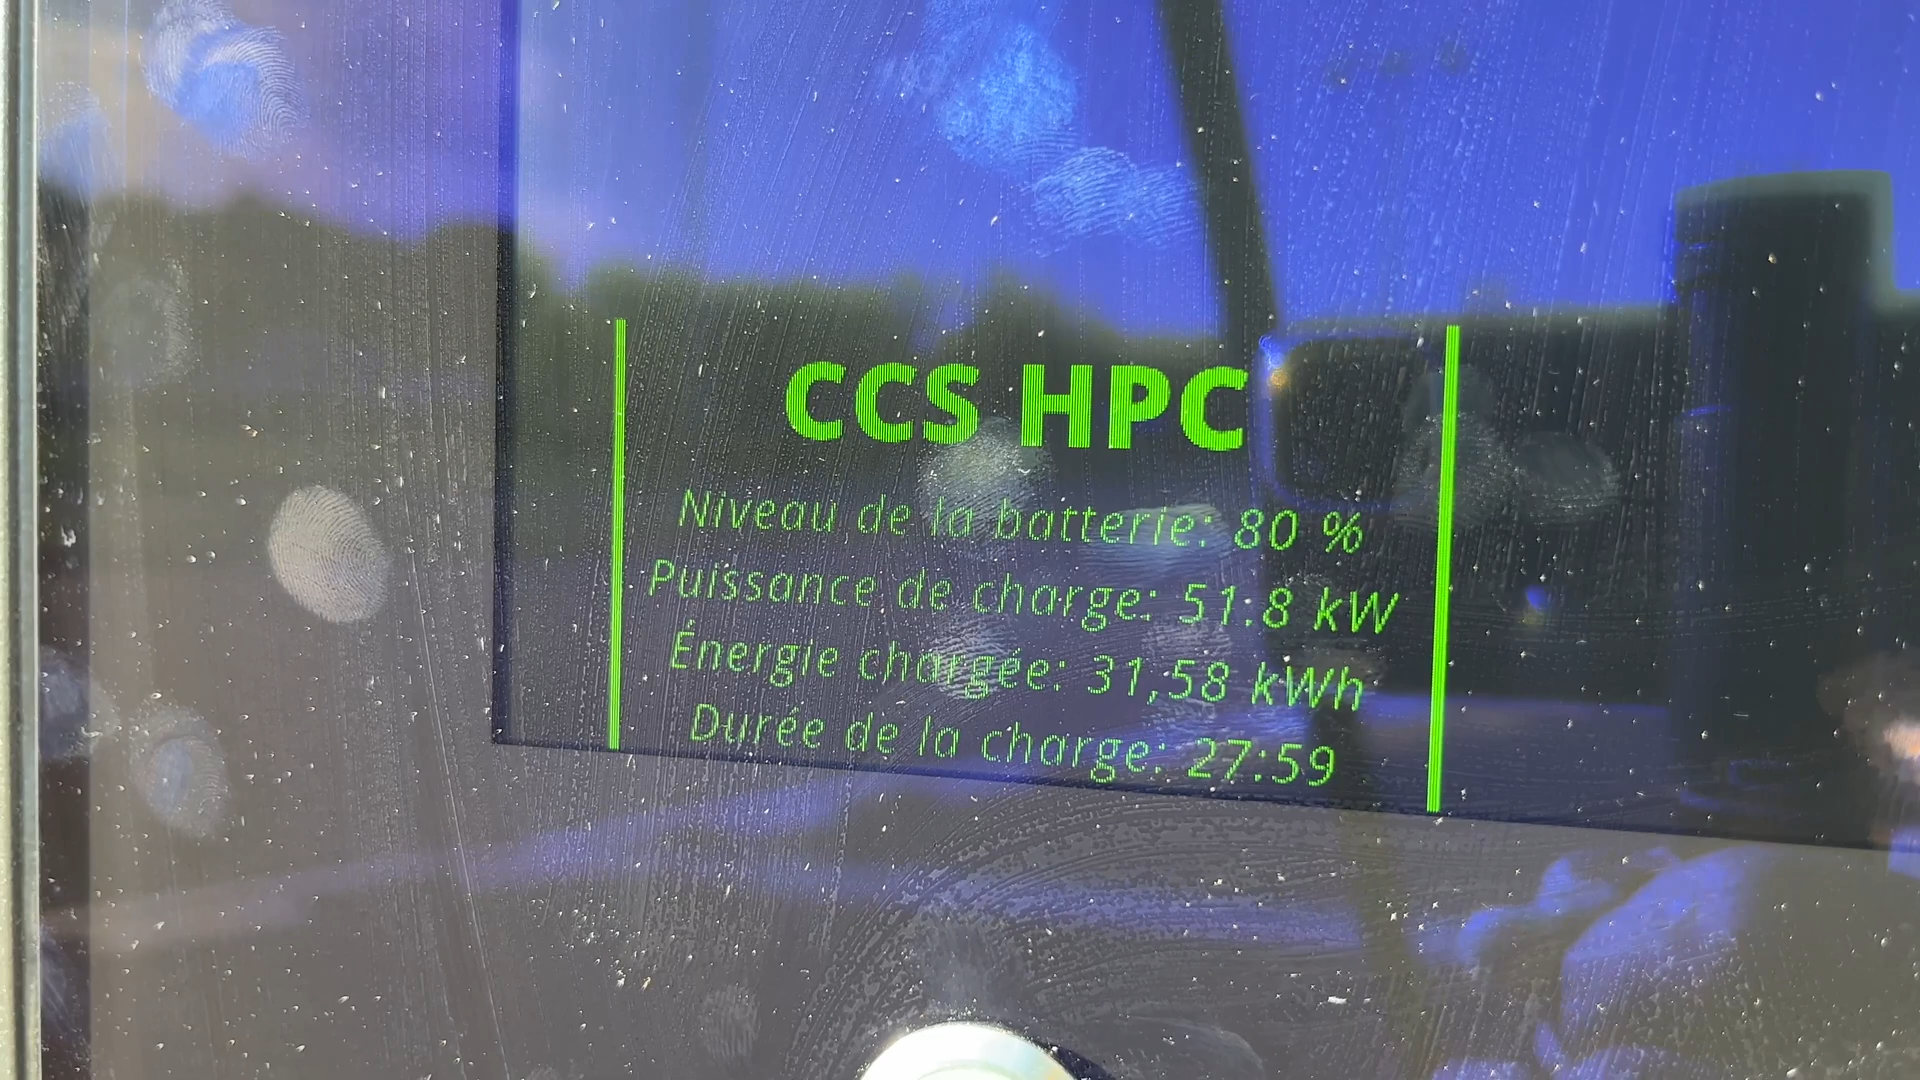 CCS HPC
Niveau de la batterie: 80 %
Puissance de charge: 51.8 kW
Énergie chargée: 31,58 kWh
Durée de la charge: 27:59